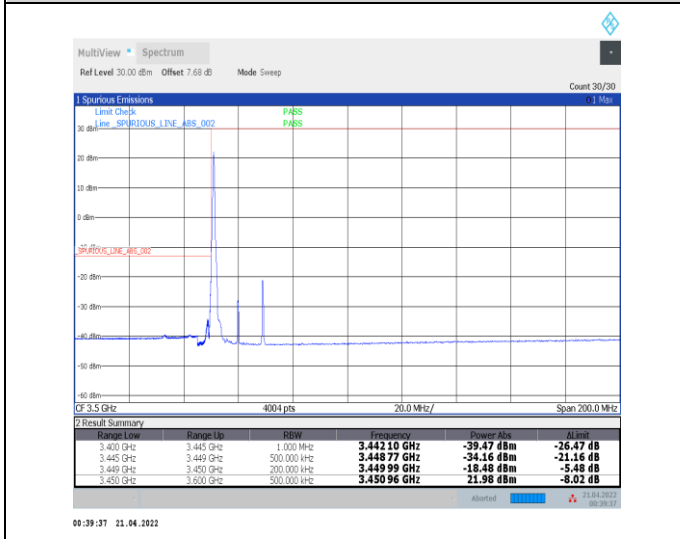 MultiView Spectrum
Ref Level 30.00 dBm Offset 7.68 dB Mode Sweep
Count 30/30
1 Spurious Emissions 1 Max
Limit Check PASS
Line _SPURIOUS_LINE_ABS_002 PASS
30 dBm
20 dBm
10 dBm
0 dBm
_SPURIOUS_LINE_ABS_002
-20 dBm
-30 dBm
-40 dBm
-50 dBm
-60 dBm
CF 3.5 GHz 4004 pts 20.0 MHz/ Span 200.0 MHz
2 Result Summary
Range Low Range Up RBW Frequency Power Abs ΔLimit
3.400 GHz 3.445 GHz 1.000 MHz 3.442 10 GHz -39.47 dBm -26.47 dB
3.445 GHz 3.449 GHz 500.000 kHz 3.448 77 GHz -34.16 dBm -21.16 dB
3.449 GHz 3.450 GHz 200.000 kHz 3.449 99 GHz -18.48 dBm -5.48 dB
3.450 GHz 3.600 GHz 500.000 kHz 3.450 96 GHz 21.98 dBm -8.02 dB
Aborted 21.04.2022
00:39:37
00:39:37 21.04.2022